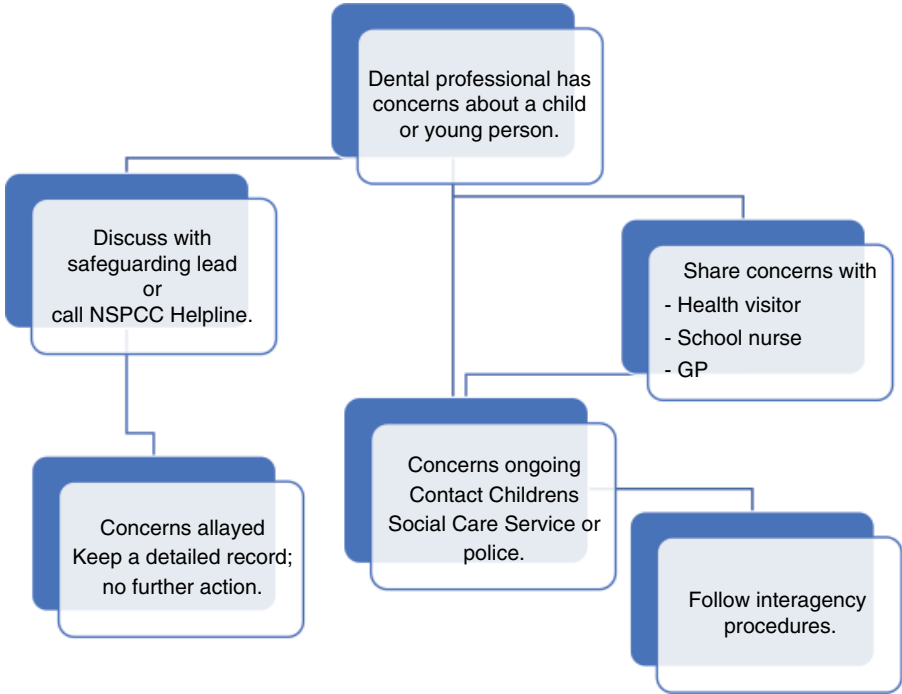 Dental professional has
concerns about a child
or young person.
Discuss with
safeguarding lead
or
call NSPCC Helpline.
Share concerns with
- Health visitor
- School nurse
- GP
Concerns allayed
Keep a detailed record;
no further action.
Concerns ongoing
Contact Childrens
Social Care Service or
police.
Follow interagency
procedures.